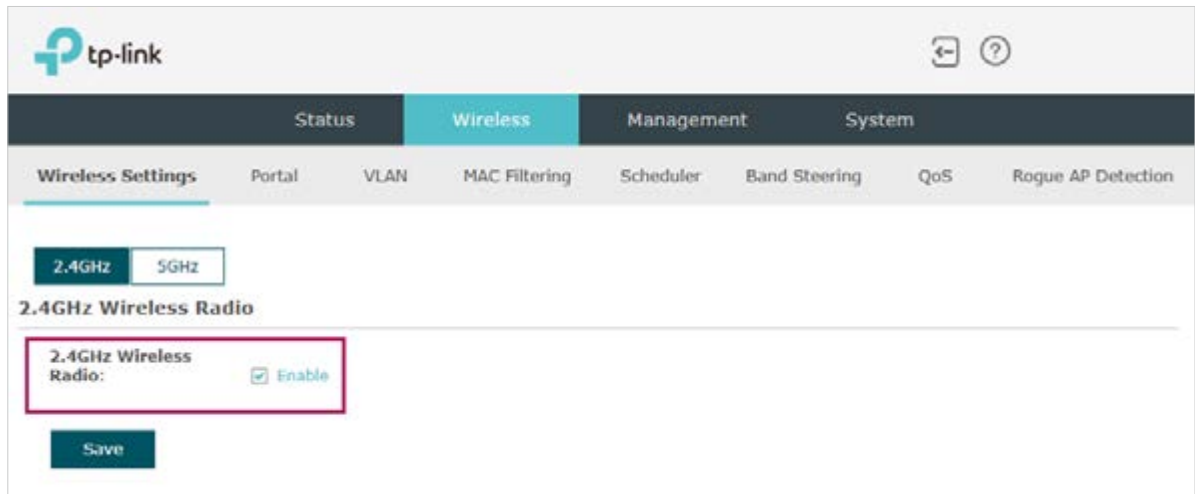 tp-link
Status Wireless Management System
Wireless Settings Portal VLAN MAC Filtering Scheduler Band Steering QoS Rogue AP Detection
2.4GHz 5GHz
2.4GHz Wireless Radio
2.4GHz Wireless
Radio: Enable
Save